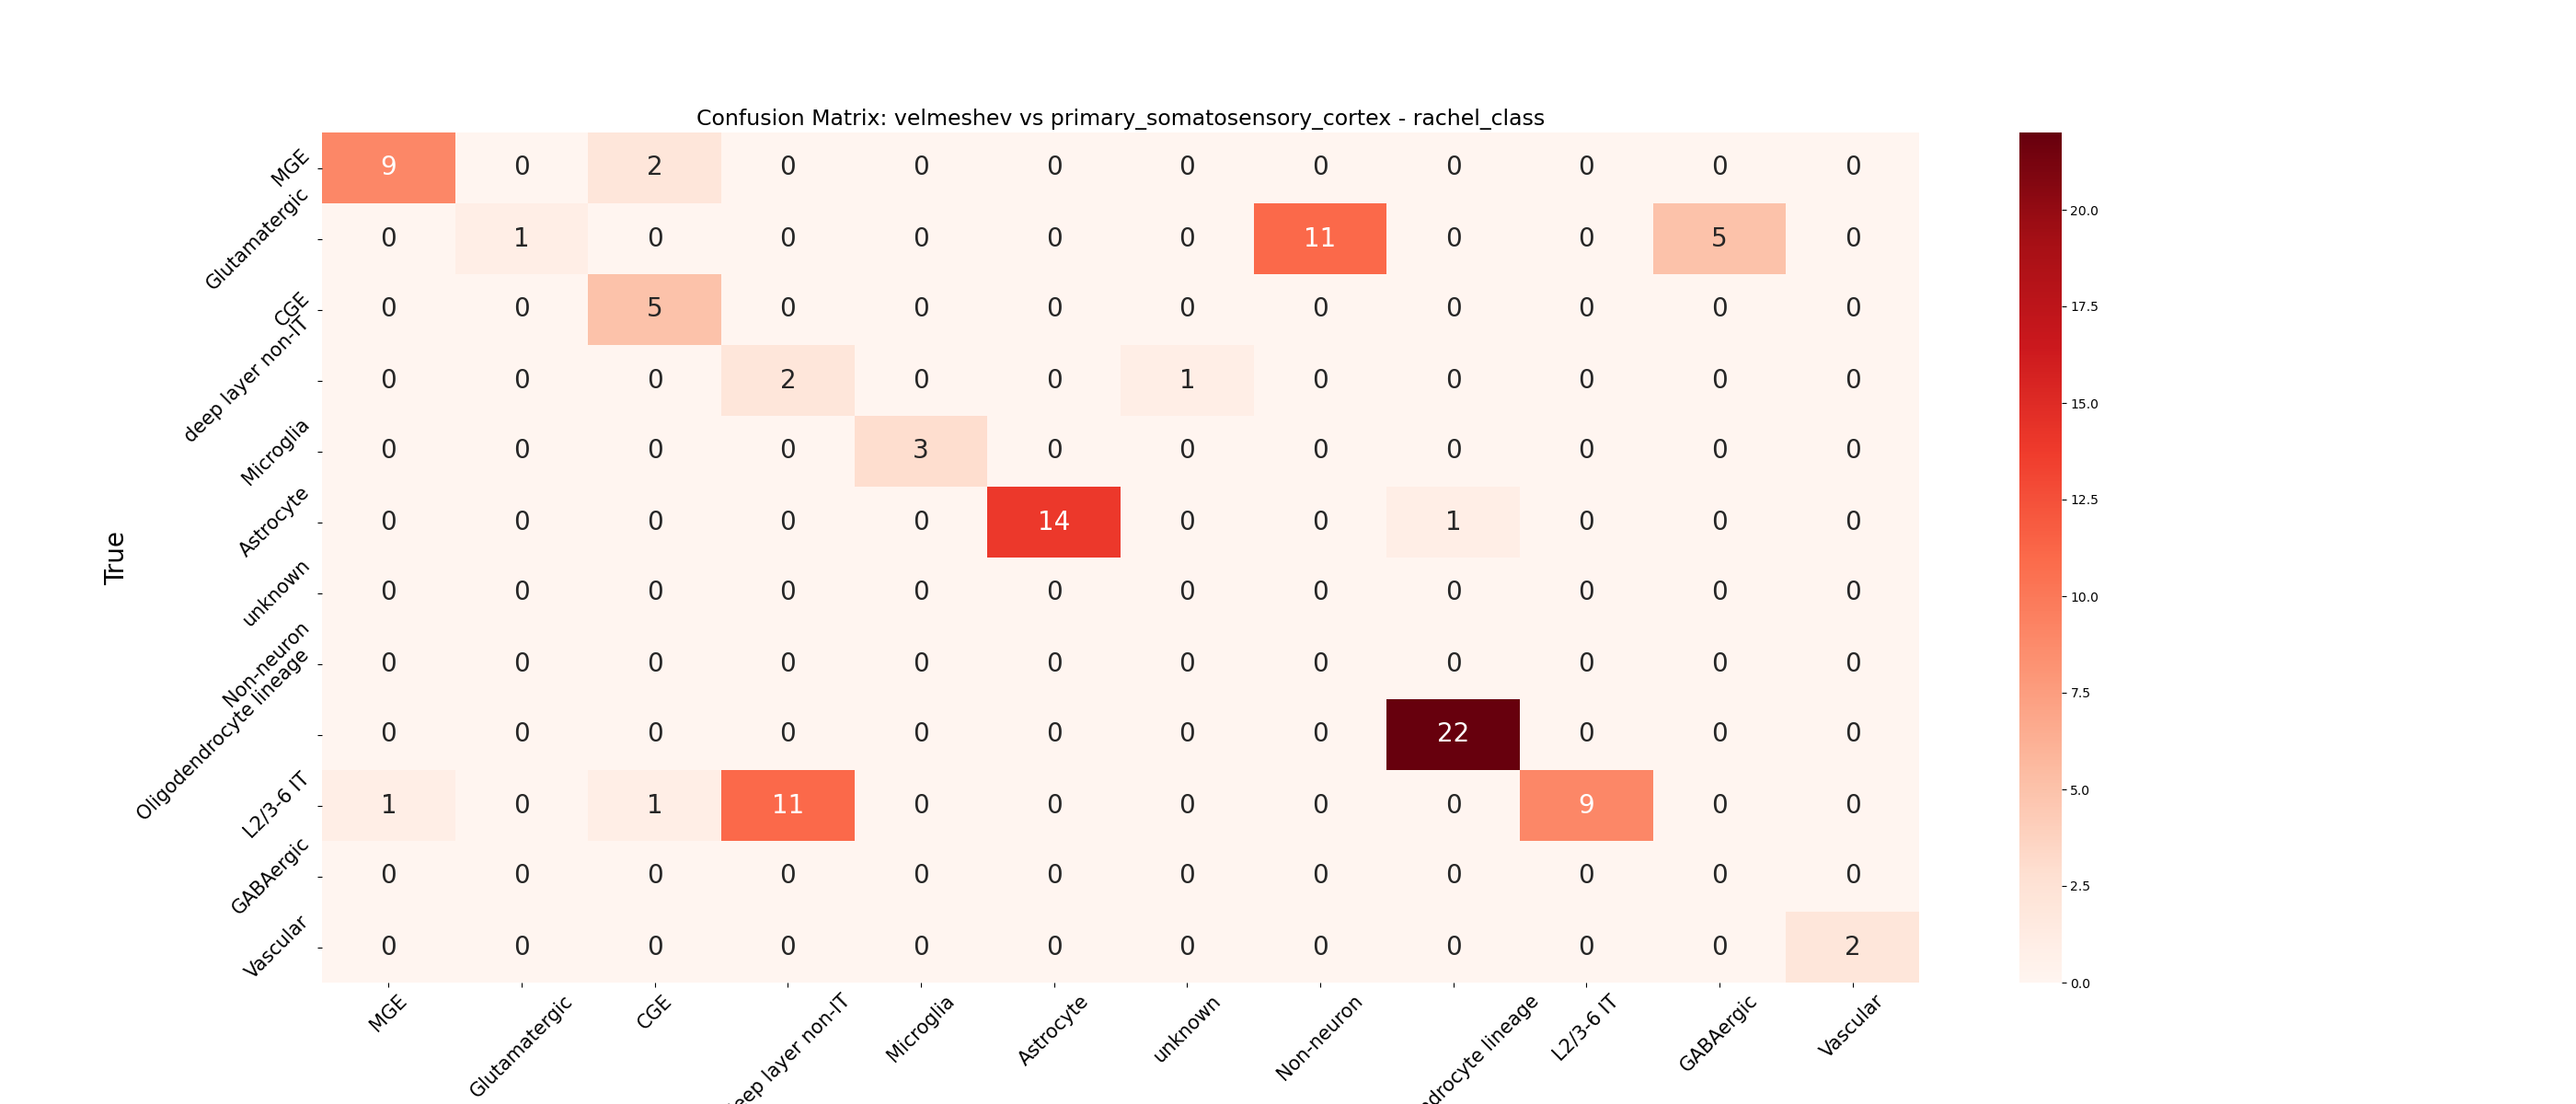 Confusion Matrix: velmeshev vs primary_somatosensory_cortex - rachel_class
True
MGE 9 0 2 0 0 0 0 0 0 0 0 0
Glutamatergic 0 1 0 0 0 0 0 11 0 0 5 0
CGE 0 0 5 0 0 0 0 0 0 0 0 0
deep layer non-IT 0 0 0 2 0 0 1 0 0 0 0 0
Microglia 0 0 0 0 3 0 0 0 0 0 0 0
Astrocyte 0 0 0 0 0 14 0 0 1 0 0 0
unknown 0 0 0 0 0 0 0 0 0 0 0 0
Non-neuron 0 0 0 0 0 0 0 0 0 0 0 0
Oligodendrocyte lineage 0 0 0 0 0 0 0 0 22 0 0 0
L2/3-6 IT 1 0 1 11 0 0 0 0 0 9 0 0
GABAergic 0 0 0 0 0 0 0 0 0 0 0 0
Vascular 0 0 0 0 0 0 0 0 0 0 0 2
MGE Glutamatergic CGE eep layer non-IT Microglia Astrocyte unknown Non-neuron ndrocyte lineage L2/3-6 IT GABAergic Vascular
20.0
17.5
15.0
12.5
10.0
7.5
5.0
2.5
0.0